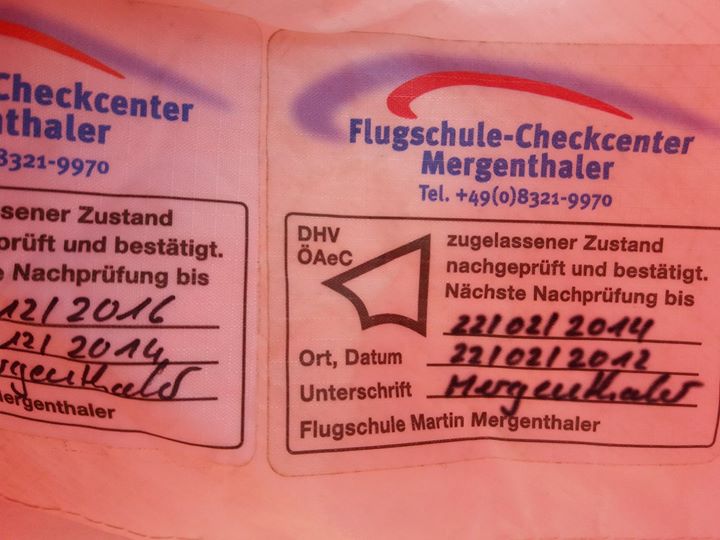 Checkcenter
nthaler
8321-9970
sener Zustand
prüft und bestätigt.
e Nachprüfung bis
12/2016
12/2014
rgenthaler
Mergenthaler
Flugschule-Checkcenter
Mergenthaler
Tel. +49(0)8321-9970
DHV
ÖAeC
zugelassener Zustand
nachgeprüft und bestätigt.
Nächste Nachprüfung bis
22/02/2014
Ort, Datum 22/02/2012
Unterschrift Mergenthaler
Flugschule Martin Mergenthaler